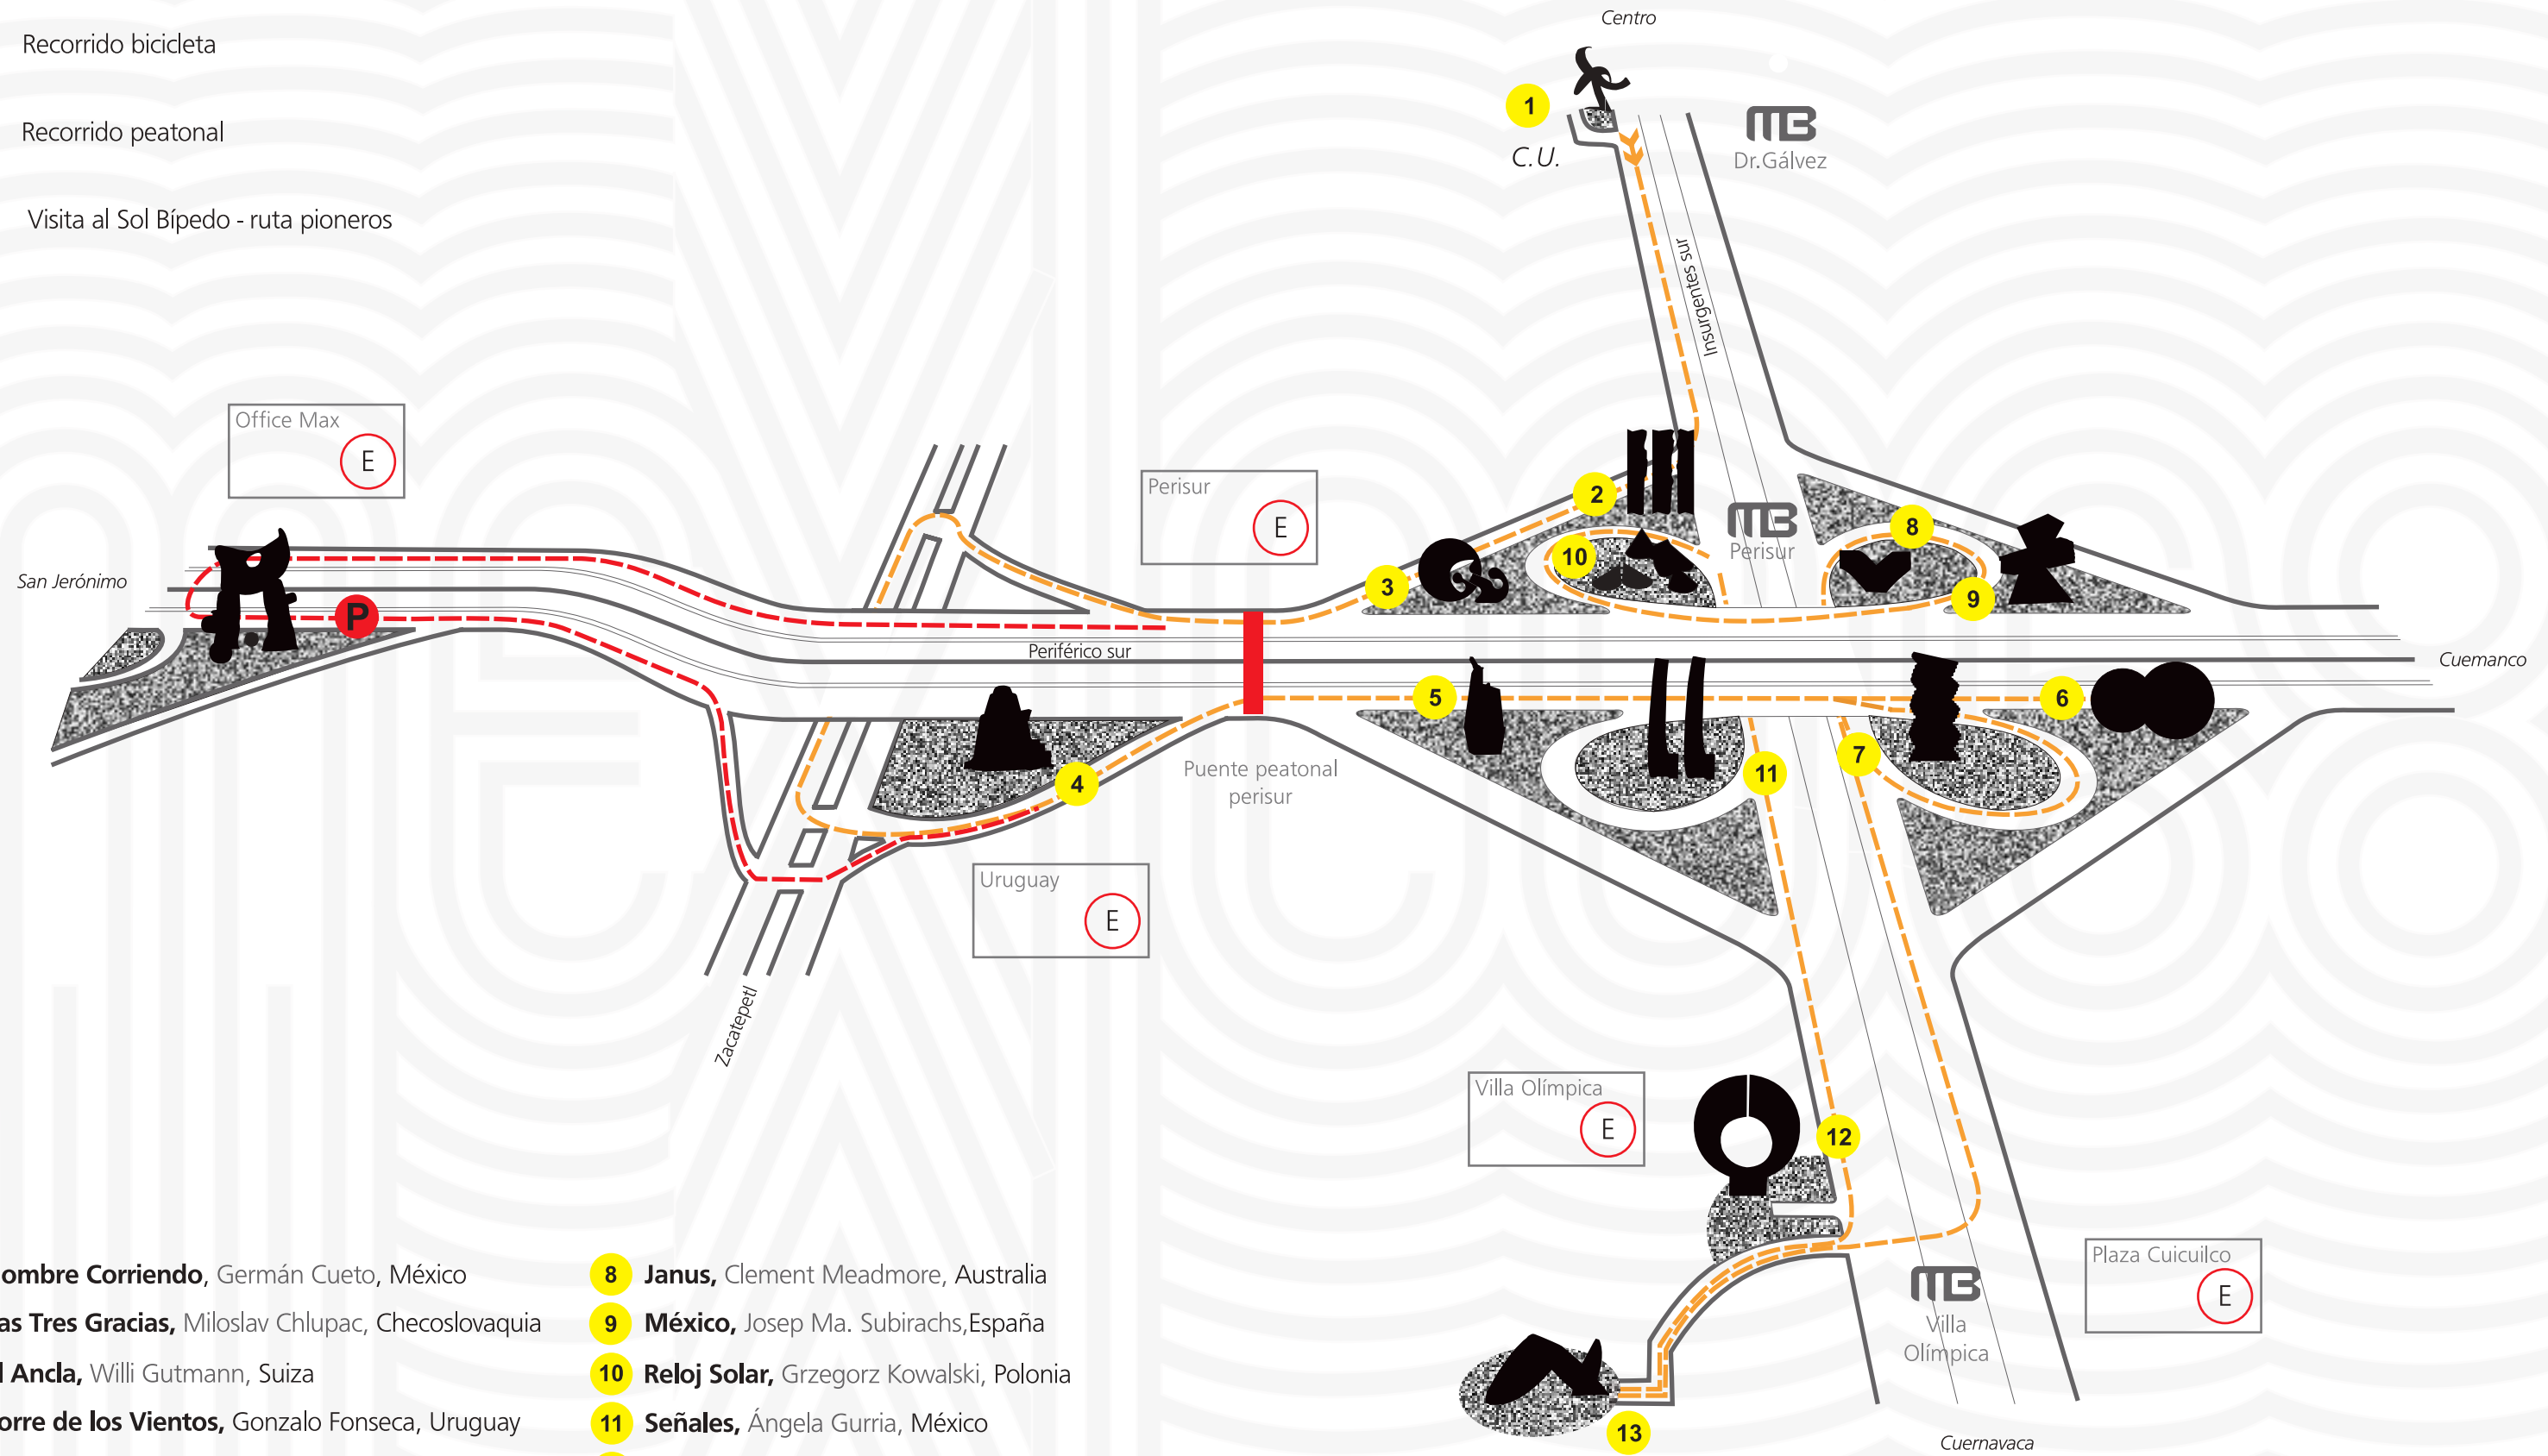 Recorrido bicicleta
Recorrido peatonal
Visita al Sol Bípedo - ruta pioneros
Centro
1
C.U.
MB
Dr.Gálvez
Insurgentes sur
Office Max
E
San Jerónimo
P
Perisur
E
2
3
10
MB
Perisur
8
9
Periférico sur
Cuemanco
5
6
4
11
7
Puente peatonal
perisur
Uruguay
E
Zacatepetl
Villa Olímpica
E
12
MB
Villa
Olímpica
Plaza Cuicuilco
E
13
Cuernavaca
ombre Corriendo, Germán Cueto, México
as Tres Gracias, Miloslav Chlupac, Checoslovaquia
l Ancla, Willi Gutmann, Suiza
orre de los Vientos, Gonzalo Fonseca, Uruguay
8 Janus, Clement Meadmore, Australia
9 México, Josep Ma. Subirachs,España
10 Reloj Solar, Grzegorz Kowalski, Polonia
11 Señales, Ángela Gurria, México